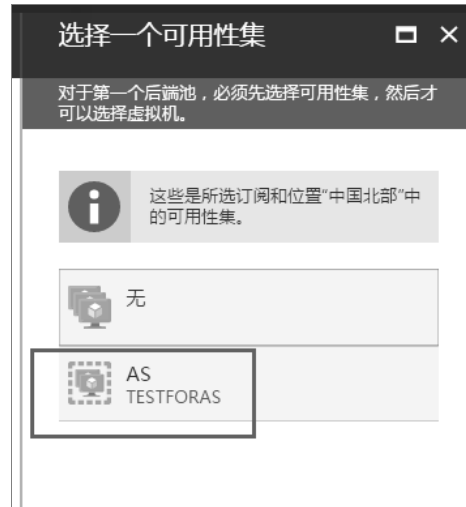 选择一个可用性集
对于第一个后端池，必须先选择可用性集，然后才
可以选择虚拟机。
这些是所选订阅和位置“中国北部”中
的可用性集。
无
AS
TESTFORAS